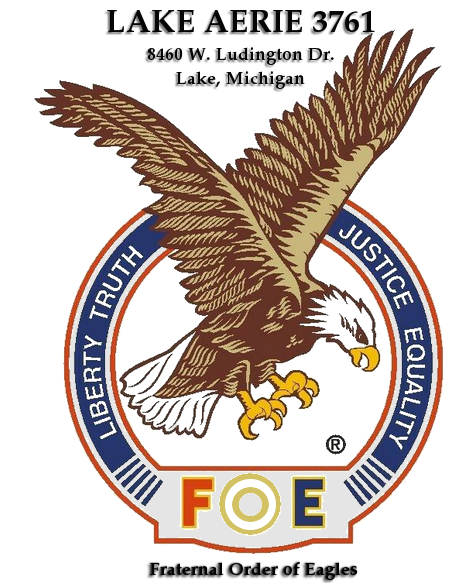 LAKE AERIE 3761
8460 W. Ludington Dr.
Lake, Michigan
LIBERTY TRUTH
JUSTICE EQUALITY
®
FOE
Fraternal Order of Eagles